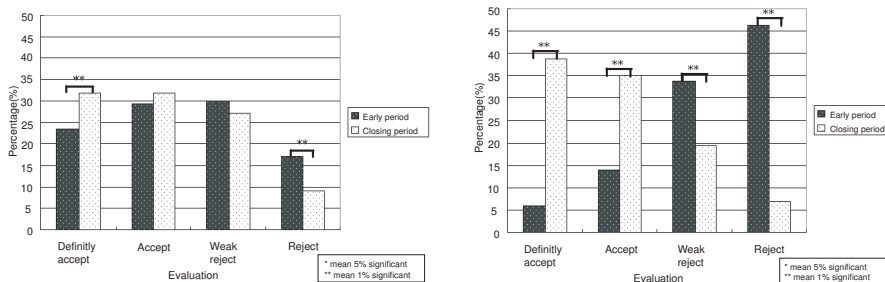 50
45
40
35
30
25
20
15
10
5
0
Percentage(%)
**
**
Definitly
accept
Accept
Weak
reject
Reject
Evaluation
Early period
Closing period
* mean 5% significant
** mean 1% significant
50
45
40
35
30
25
20
15
10
5
0
Percentage(%)
**
**
**
**
Definitly
accept
Accept
Weak
reject
Reject
Evaluation
Early period
Closing period
* mean 5% significant
** mean 1% significant